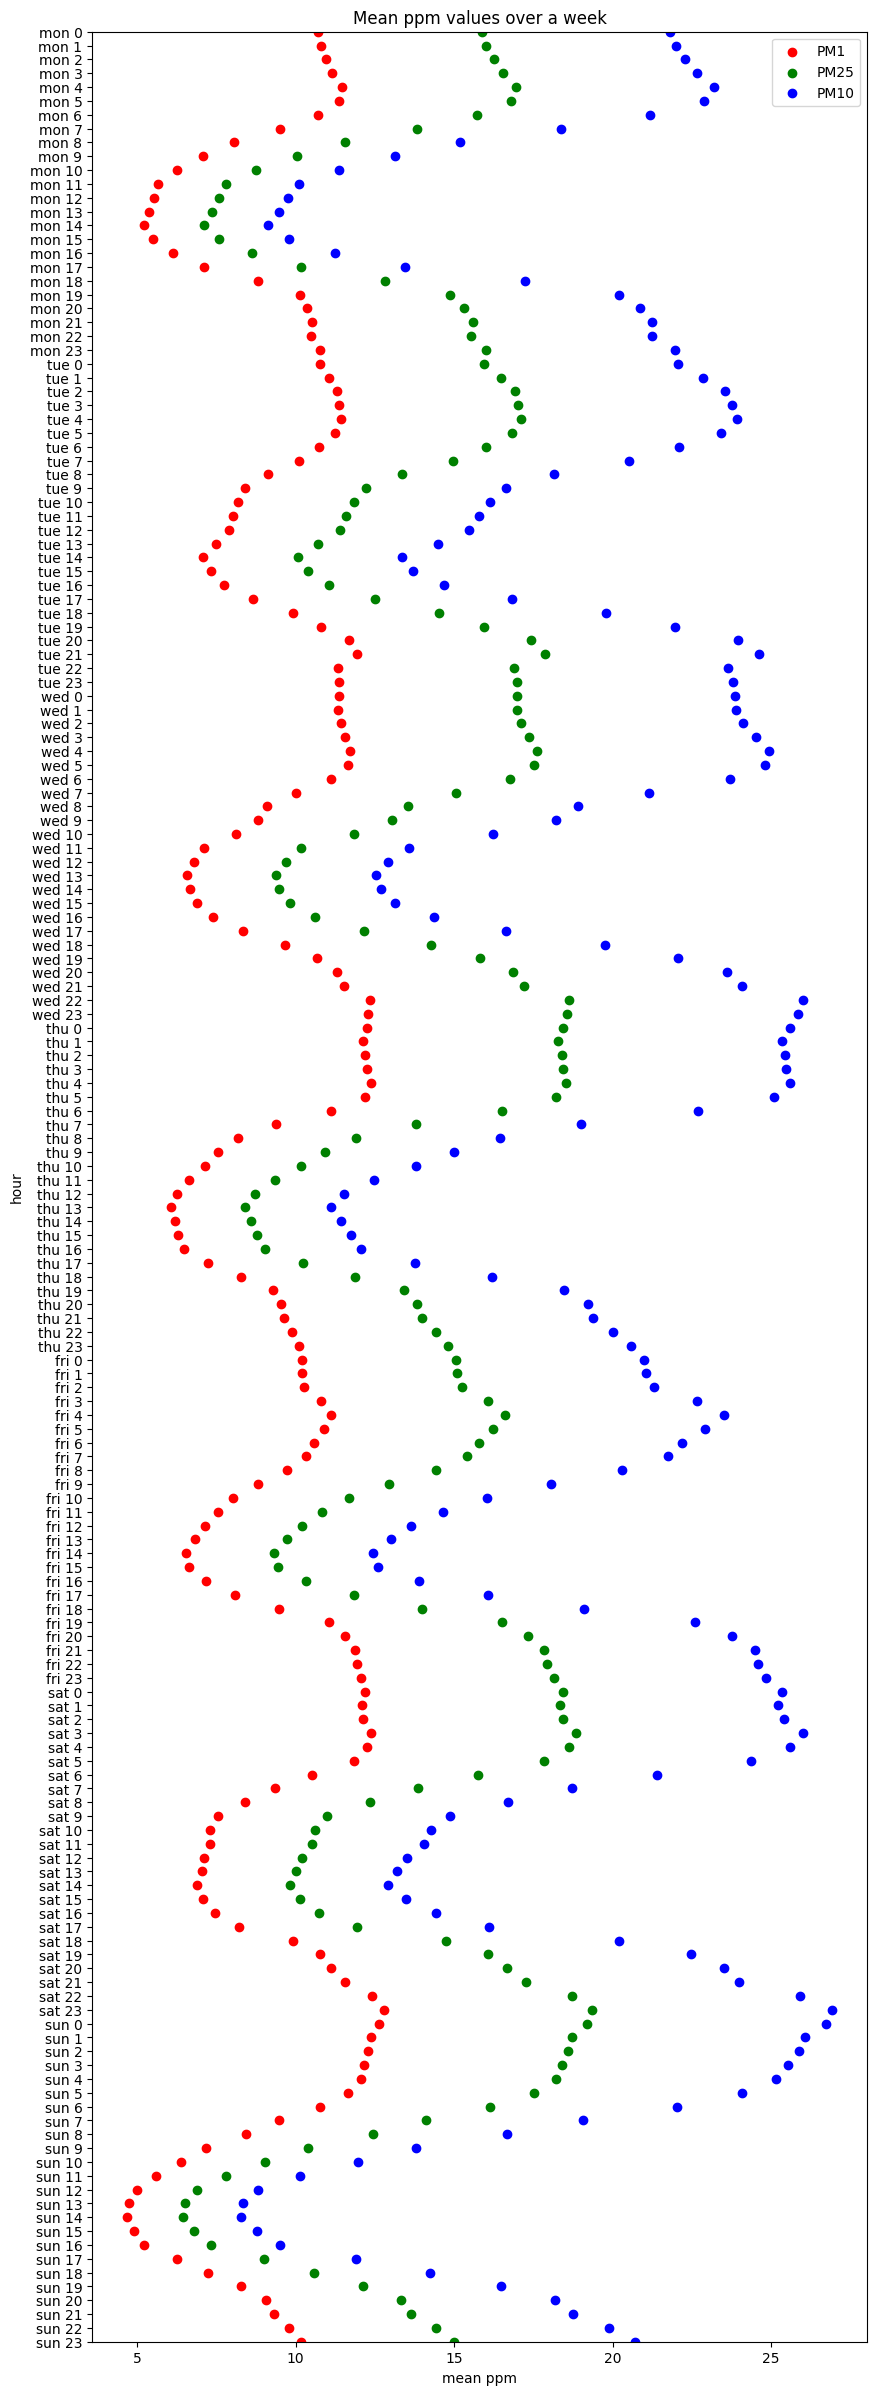 Mean ppm values over a week
PM1
PM25
PM10
mon 0
mon 1
mon 2
mon 3
mon 4
mon 5
mon 6
mon 7
mon 8
mon 9
mon 10
mon 11
mon 12
mon 13
mon 14
mon 15
mon 16
mon 17
mon 18
mon 19
mon 20
mon 21
mon 22
mon 23
tue 0
tue 1
tue 2
tue 3
tue 4
tue 5
tue 6
tue 7
tue 8
tue 9
tue 10
tue 11
tue 12
tue 13
tue 14
tue 15
tue 16
tue 17
tue 18
tue 19
tue 20
tue 21
tue 22
tue 23
wed 0
wed 1
wed 2
wed 3
wed 4
wed 5
wed 6
wed 7
wed 8
wed 9
wed 10
wed 11
wed 12
wed 13
wed 14
wed 15
wed 16
wed 17
wed 18
wed 19
wed 20
wed 21
wed 22
wed 23
thu 0
thu 1
thu 2
thu 3
thu 4
thu 5
thu 6
thu 7
thu 8
thu 9
thu 10
thu 11
thu 12
thu 13
thu 14
thu 15
thu 16
thu 17
thu 18
thu 19
thu 20
thu 21
thu 22
thu 23
fri 0
fri 1
fri 2
fri 3
fri 4
fri 5
fri 6
fri 7
fri 8
fri 9
fri 10
fri 11
fri 12
fri 13
fri 14
fri 15
fri 16
fri 17
fri 18
fri 19
fri 20
fri 21
fri 22
fri 23
sat 0
sat 1
sat 2
sat 3
sat 4
sat 5
sat 6
sat 7
sat 8
sat 9
sat 10
sat 11
sat 12
sat 13
sat 14
sat 15
sat 16
sat 17
sat 18
sat 19
sat 20
sat 21
sat 22
sat 23
sun 0
sun 1
sun 2
sun 3
sun 4
sun 5
sun 6
sun 7
sun 8
sun 9
sun 10
sun 11
sun 12
sun 13
sun 14
sun 15
sun 16
sun 17
sun 18
sun 19
sun 20
sun 21
sun 22
sun 23
hour
5 10 15 20 25
mean ppm